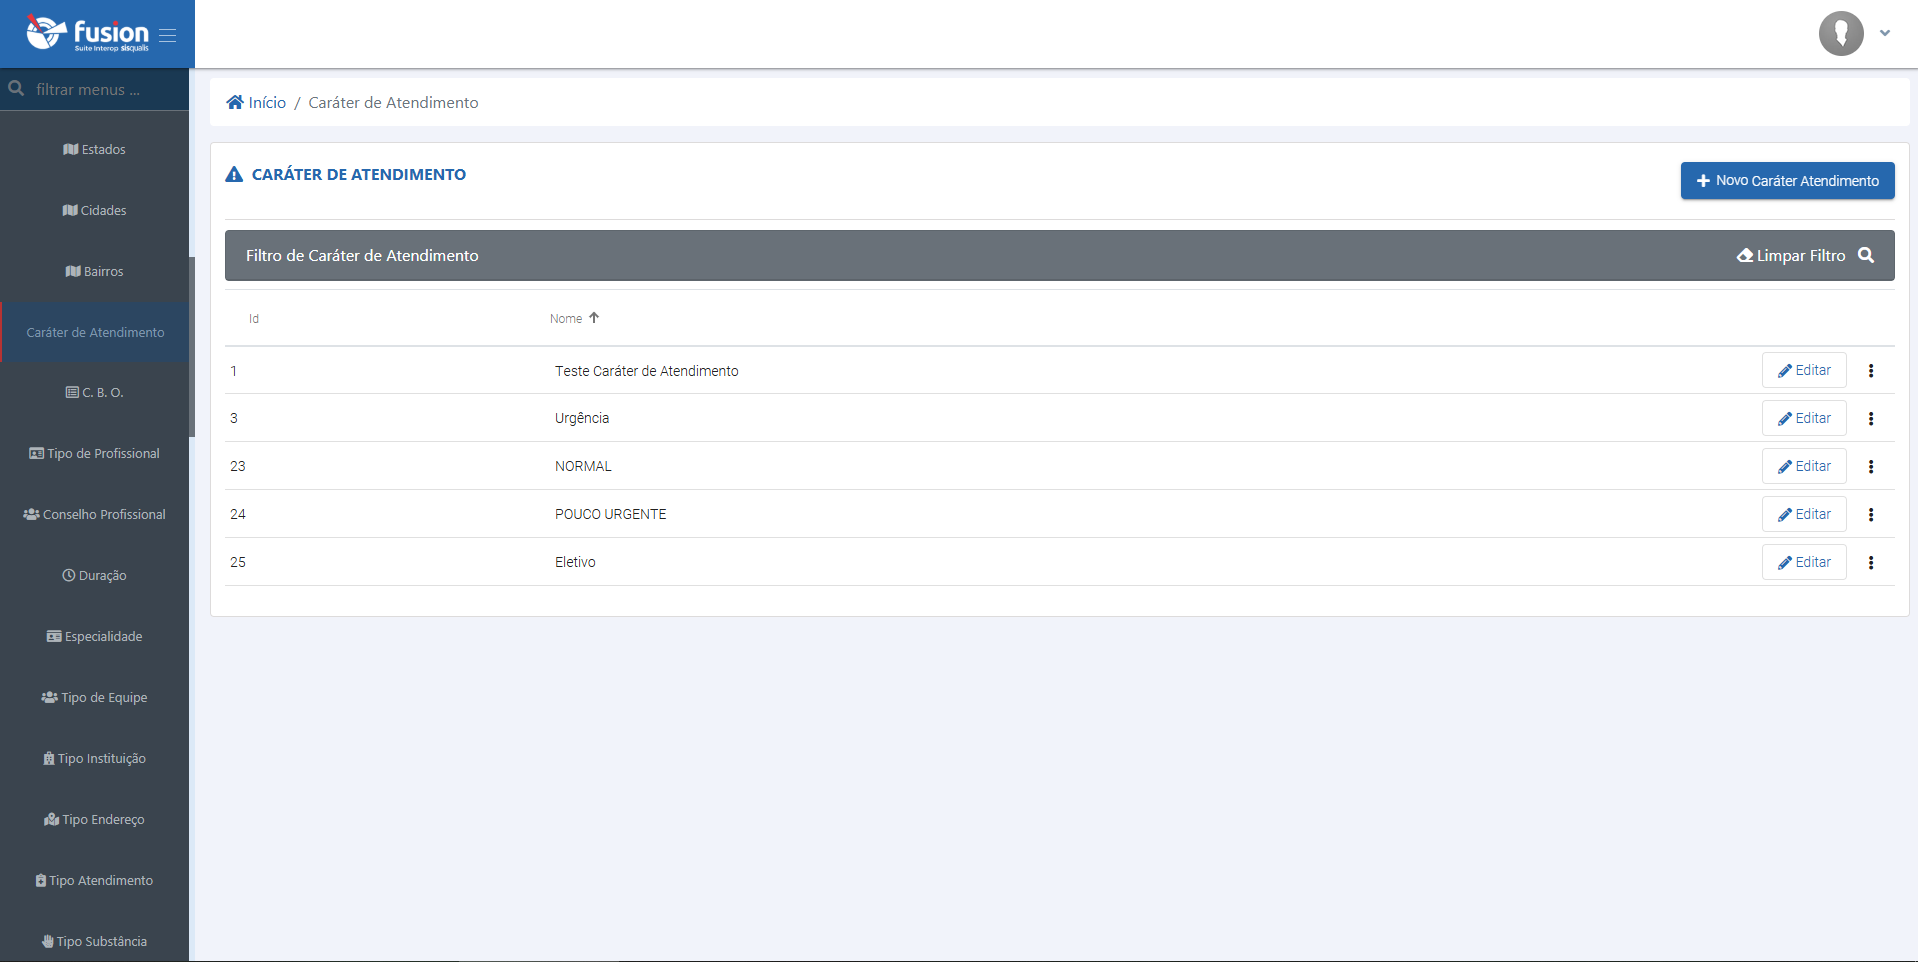 fusion
Suite Interop sisqualis
filtrar menus ...
Estados
Cidades
Bairros
Caráter de Atendimento
C. B. O.
Tipo de Profissional
Conselho Profissional
Duração
Especialidade
Tipo de Equipe
Tipo Instituição
Tipo Endereço
Tipo Atendimento
Tipo Substância
Início / Caráter de Atendimento
CARÁTER DE ATENDIMENTO
Novo Caráter Atendimento
Filtro de Caráter de Atendimento Limpar Filtro
Id Nome
1 Teste Caráter de Atendimento Editar
3 Urgência Editar
23 NORMAL Editar
24 POUCO URGENTE Editar
25 Eletivo Editar